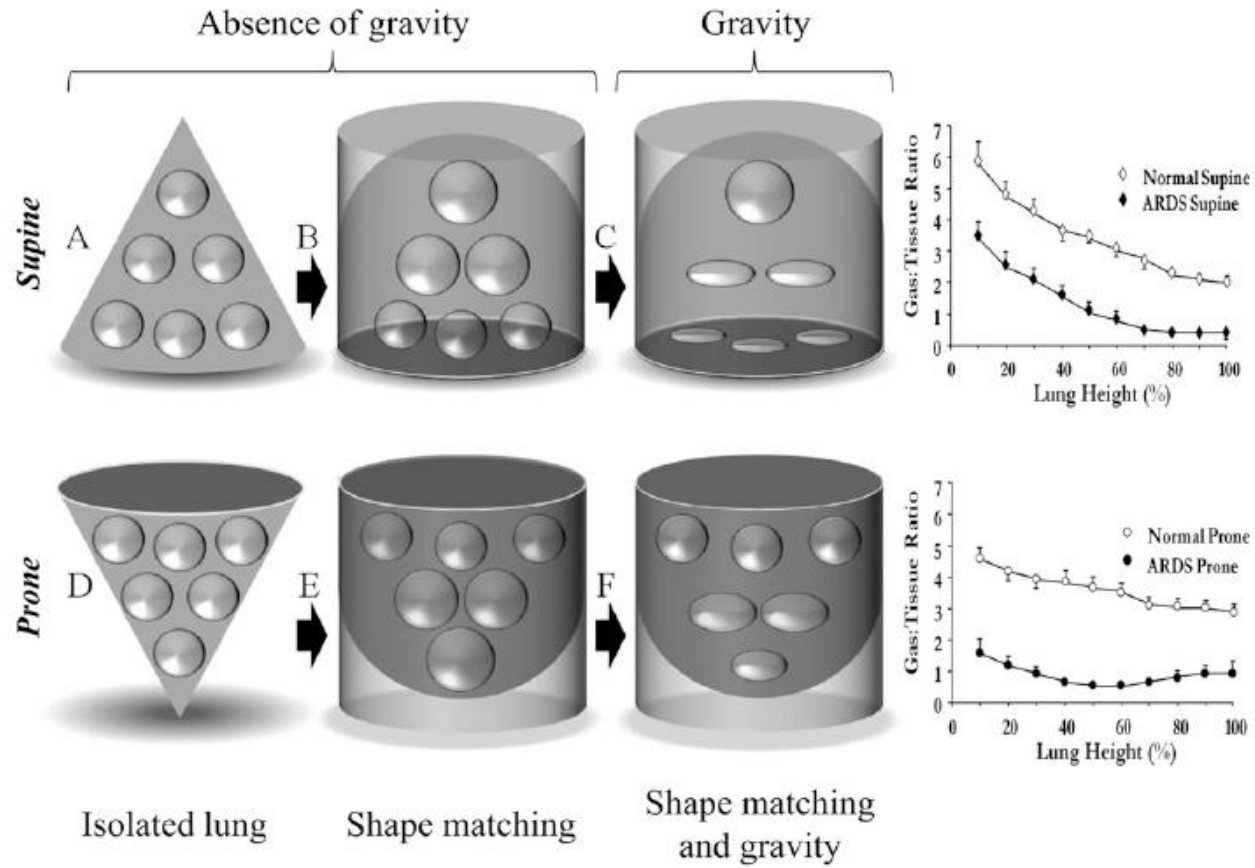 Absence of gravity
Gravity
Supine
A
B
C
Gas:Tissue Ratio
7
6
5
4
3
2
1
0
Normal Supine
ARDS Supine
0 20 40 60 80 100
Lung Height (%)
Prone
D
E
F
Gas:Tissue Ratio
7
6
5
4
3
2
1
0
Normal Prone
ARDS Prone
0 20 40 60 80 100
Lung Height (%)
Isolated lung
Shape matching
Shape matching
and gravity